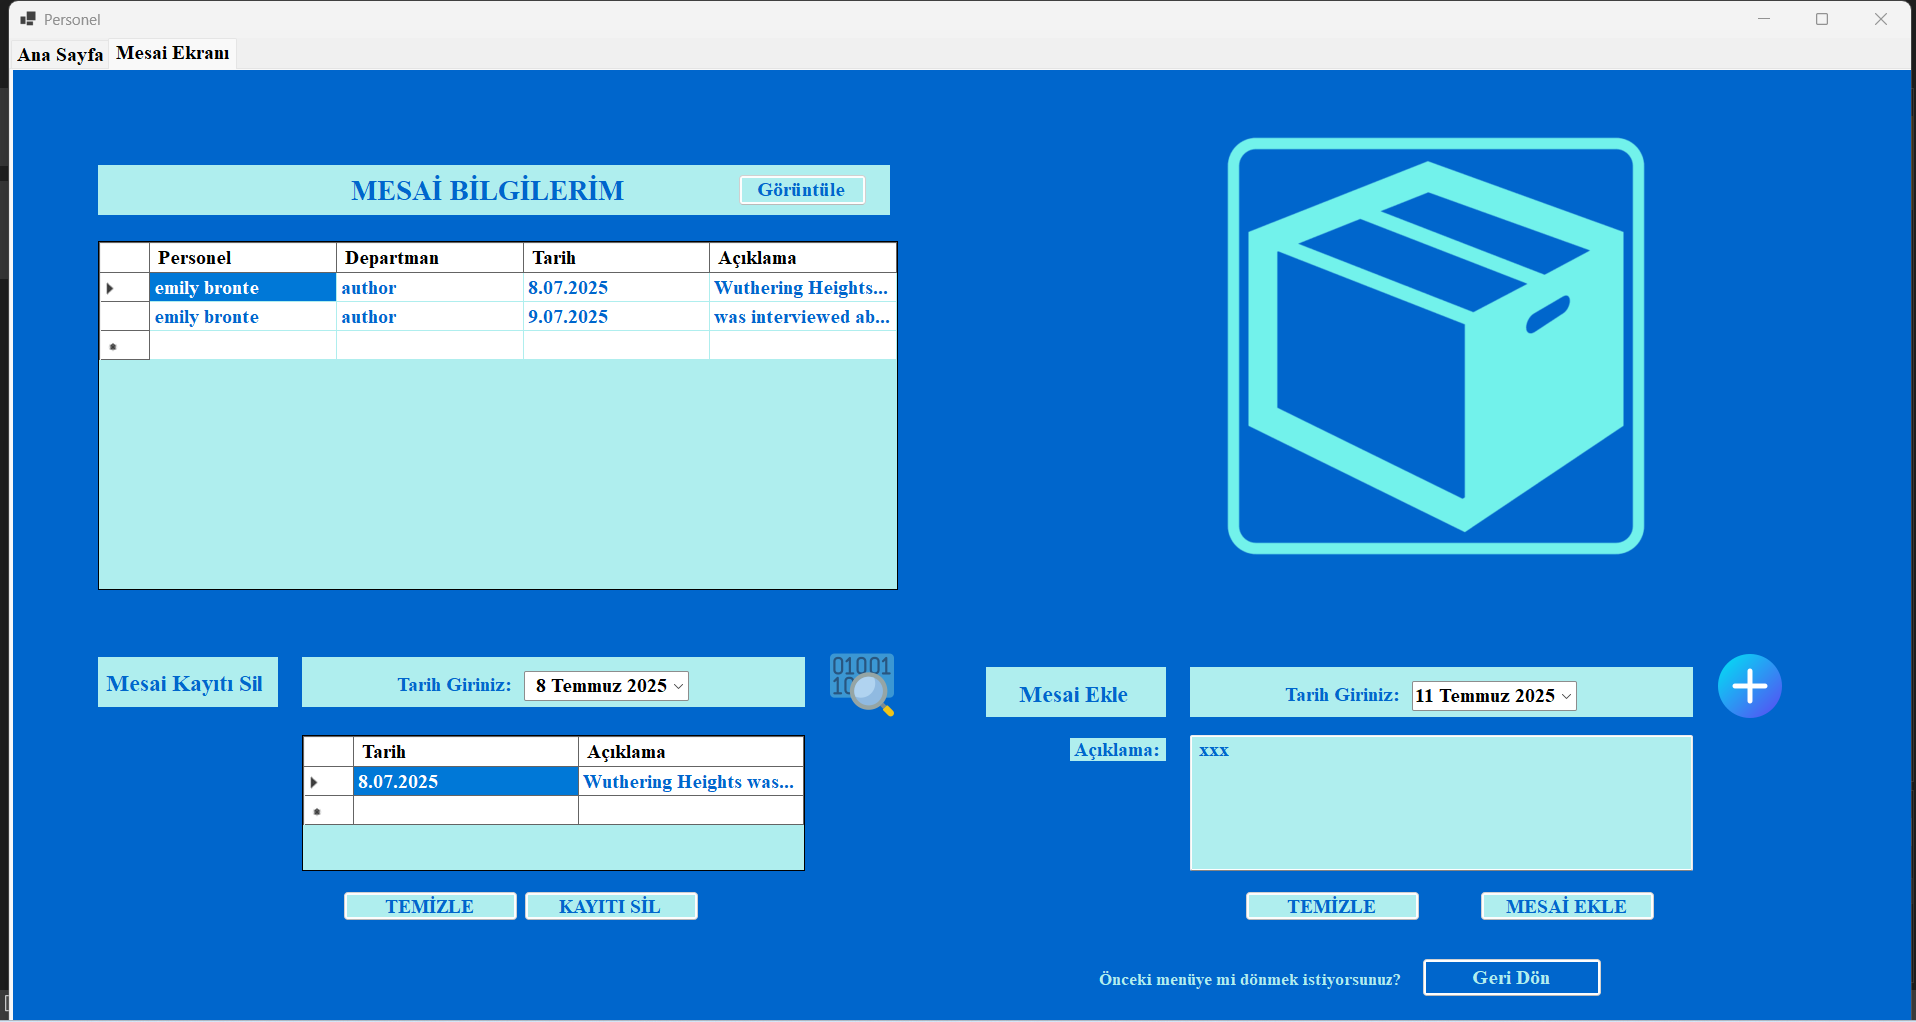 Personel
Ana Sayfa
Mesai Ekranı
MESAİ BİLGİLERİM
Görüntüle
Personel Departman Tarih Açıklama
emily bronte author 8.07.2025 Wuthering Heights...
emily bronte author 9.07.2025 was interviewed ab...
Mesai Kayıtı Sil
Tarih Giriniz: 8 Temmuz 2025
01001
10
Tarih Açıklama
8.07.2025 Wuthering Heights was...
TEMİZLE
KAYITI SİL
Mesai Ekle
Tarih Giriniz: 11 Temmuz 2025
Açıklama:
xxx
TEMİZLE
MESAİ EKLE
Önceki menüye mi dönmek istiyorsunuz?
Geri Dön